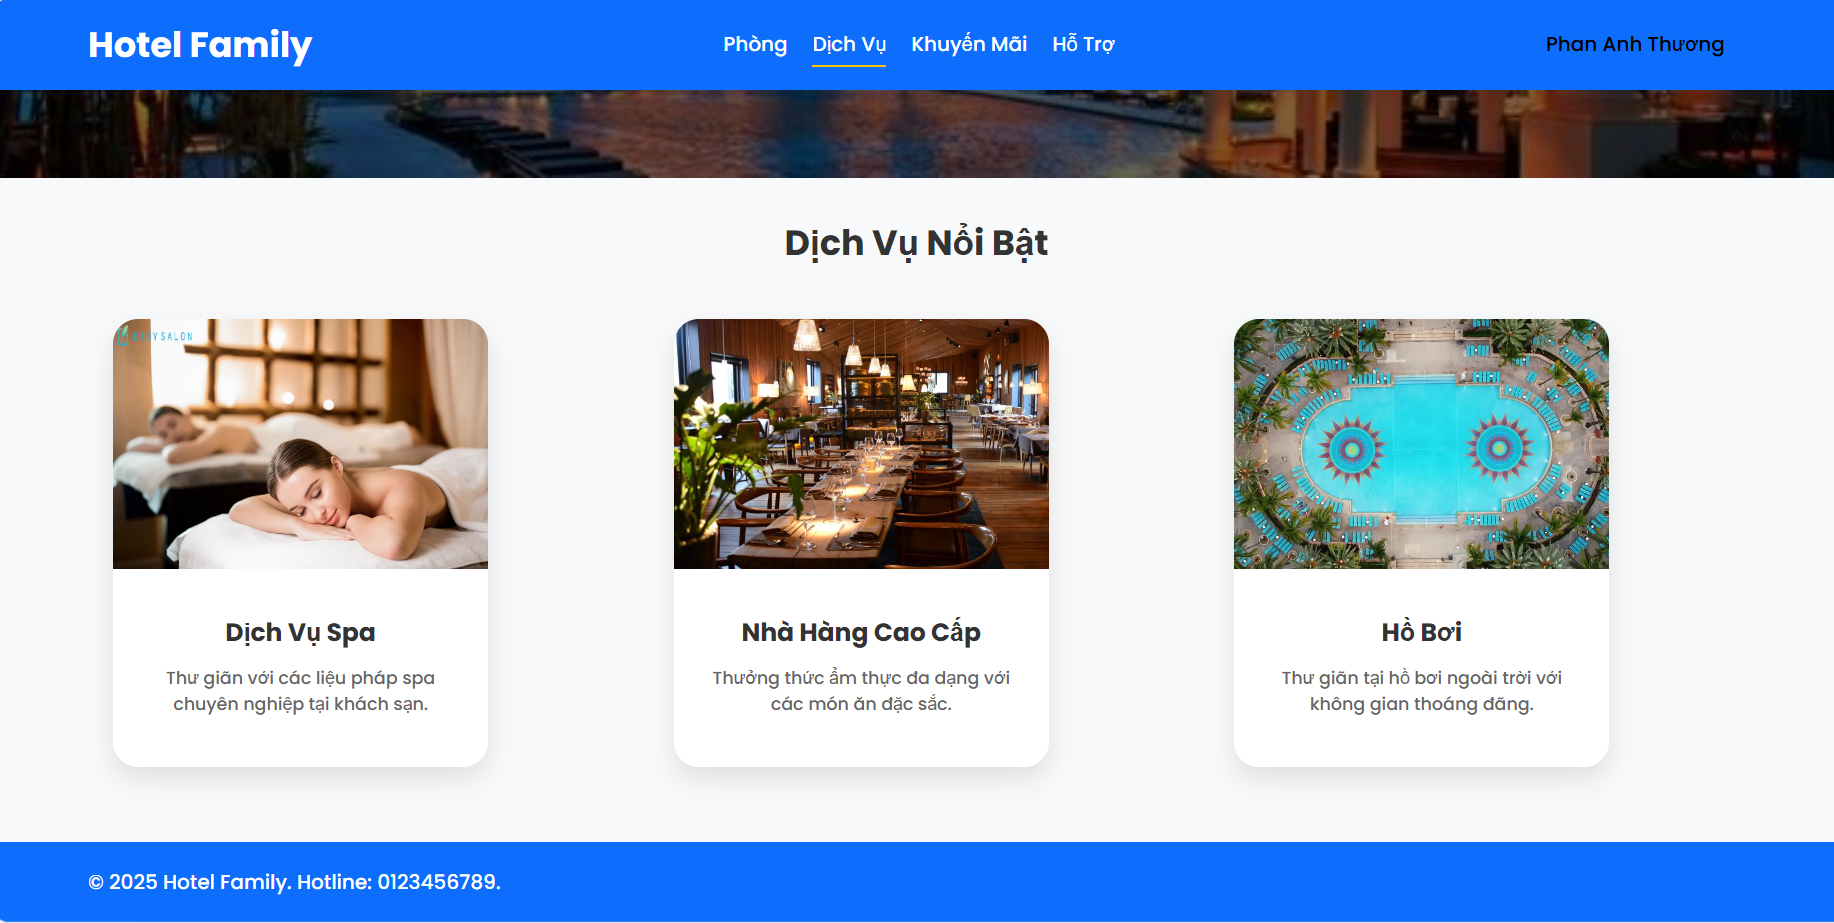 Hotel Family
Phòng Dịch Vụ Khuyến Mãi Hỗ Trợ
Phan Anh Thương
Dịch Vụ Nổi Bật
SALON
Dịch Vụ Spa
Thư giãn với các liệu pháp spa
chuyên nghiệp tại khách sạn.
Nhà Hàng Cao Cấp
Thưởng thức ẩm thực đa dạng với
các món ăn đặc sắc.
Hồ Bơi
Thư giãn tại hồ bơi ngoài trời với
không gian thoáng đãng.
© 2025 Hotel Family. Hotline: 0123456789.